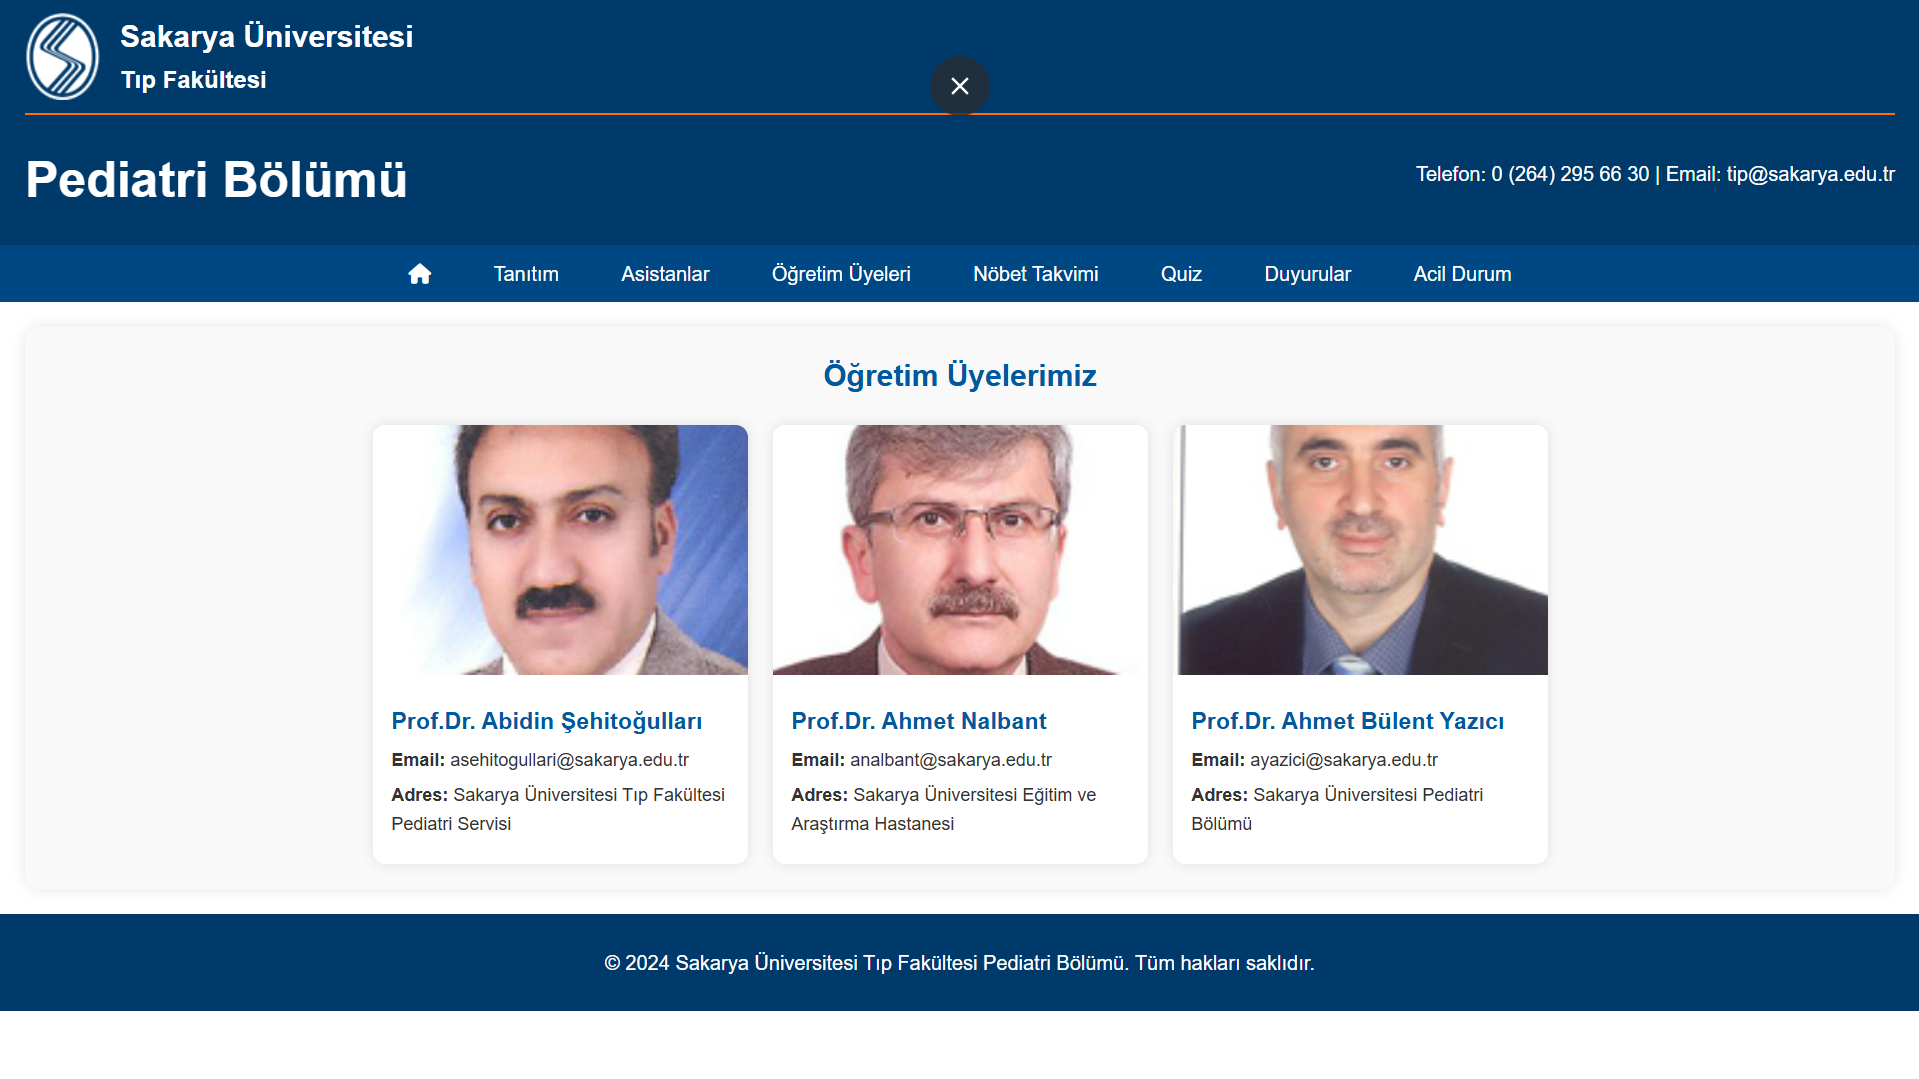 Sakarya Üniversitesi
Tıp Fakültesi
Pediatri Bölümü
Telefon: 0 (264) 295 66 30 | Email: tip@sakarya.edu.tr
Tanıtım
Asistanlar
Öğretim Üyeleri
Nöbet Takvimi
Quiz
Duyurular
Acil Durum
Öğretim Üyelerimiz
Prof.Dr. Abidin Şehitoğulları
Email: asehitogullari@sakarya.edu.tr
Adres: Sakarya Üniversitesi Tıp Fakültesi
Pediatri Servisi
Prof.Dr. Ahmet Nalbant
Email: analbant@sakarya.edu.tr
Adres: Sakarya Üniversitesi Eğitim ve
Araştırma Hastanesi
Prof.Dr. Ahmet Bülent Yazıcı
Email: ayazici@sakarya.edu.tr
Adres: Sakarya Üniversitesi Pediatri
Bölümü
© 2024 Sakarya Üniversitesi Tıp Fakültesi Pediatri Bölümü. Tüm hakları saklıdır.